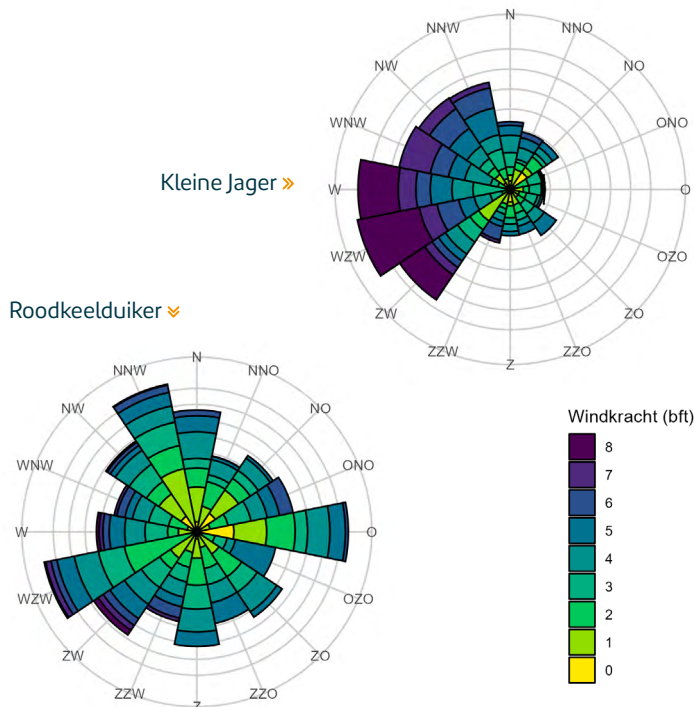 N
NNW
NNO
NW
NO
WNW
ONO
Kleine Jager
W
O
WZW
OZO
ZW
ZO
ZZW
ZZO
Z
Roodkeelduiker
N
NNW
NNO
NW
NO
WNW
ONO
W
O
WZW
OZO
ZW
ZO
ZZW
ZZO
Z
Windkracht (bft)
8
7
6
5
4
3
2
1
0